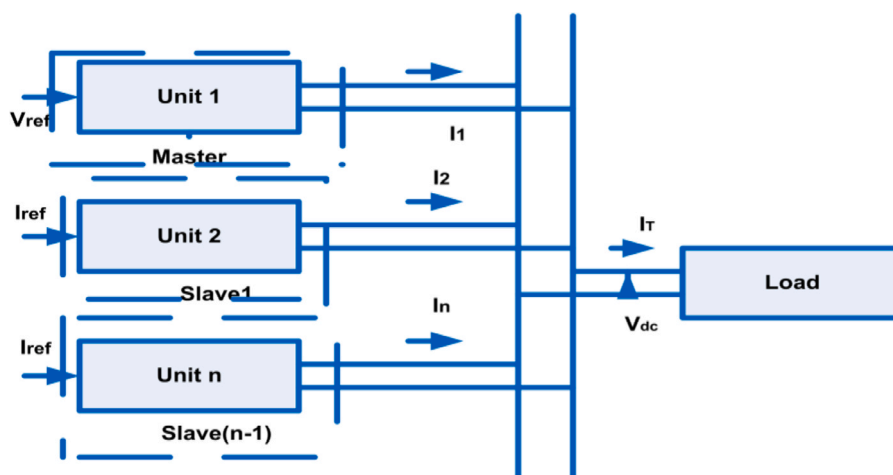 Unit 1
Vref
I1
Master
I2
Iref
Unit 2
IT
Load
Slave1
In
Vdc
Iref
Unit n
Slave(n-1)